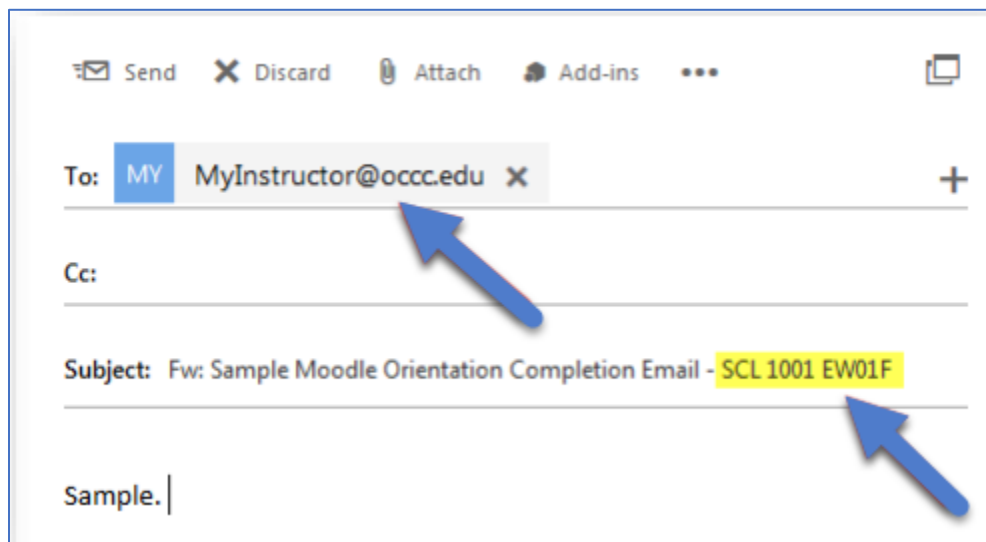 Send Discard Attach Add-ins •••
To: MY MyInstructor@occc.edu
Cc:
Subject: Fw: Sample Moodle Orientation Completion Email - SCL 1001 EW01F
Sample.